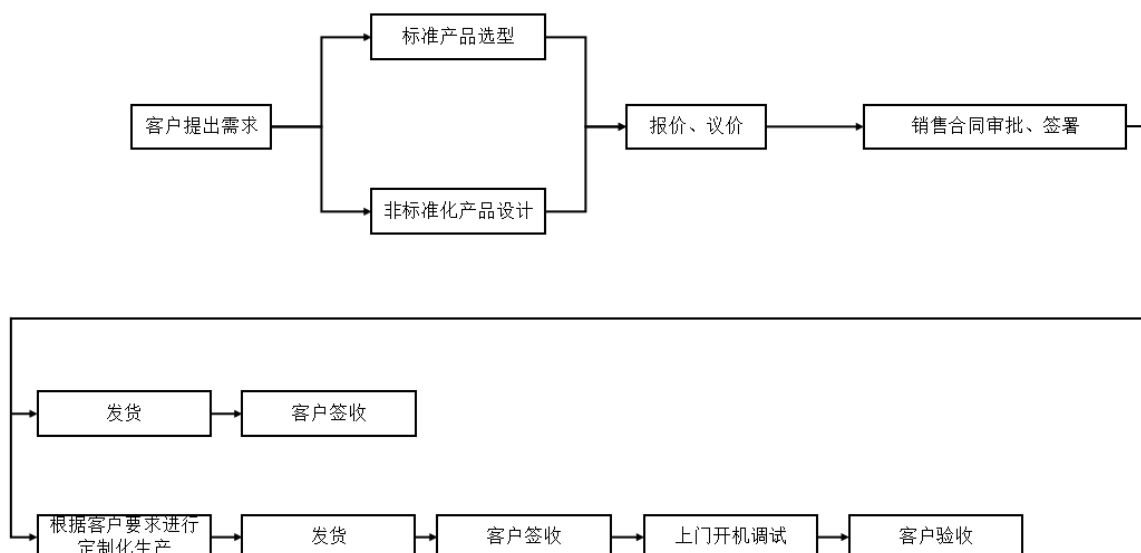 标准产品选型
客户提出需求
报价、议价
销售合同审批、签署
非标准化产品设计
发货
客户签收
根据客户要求进行
定制化生产
发货
客户签收
上门开机调试
客户验收